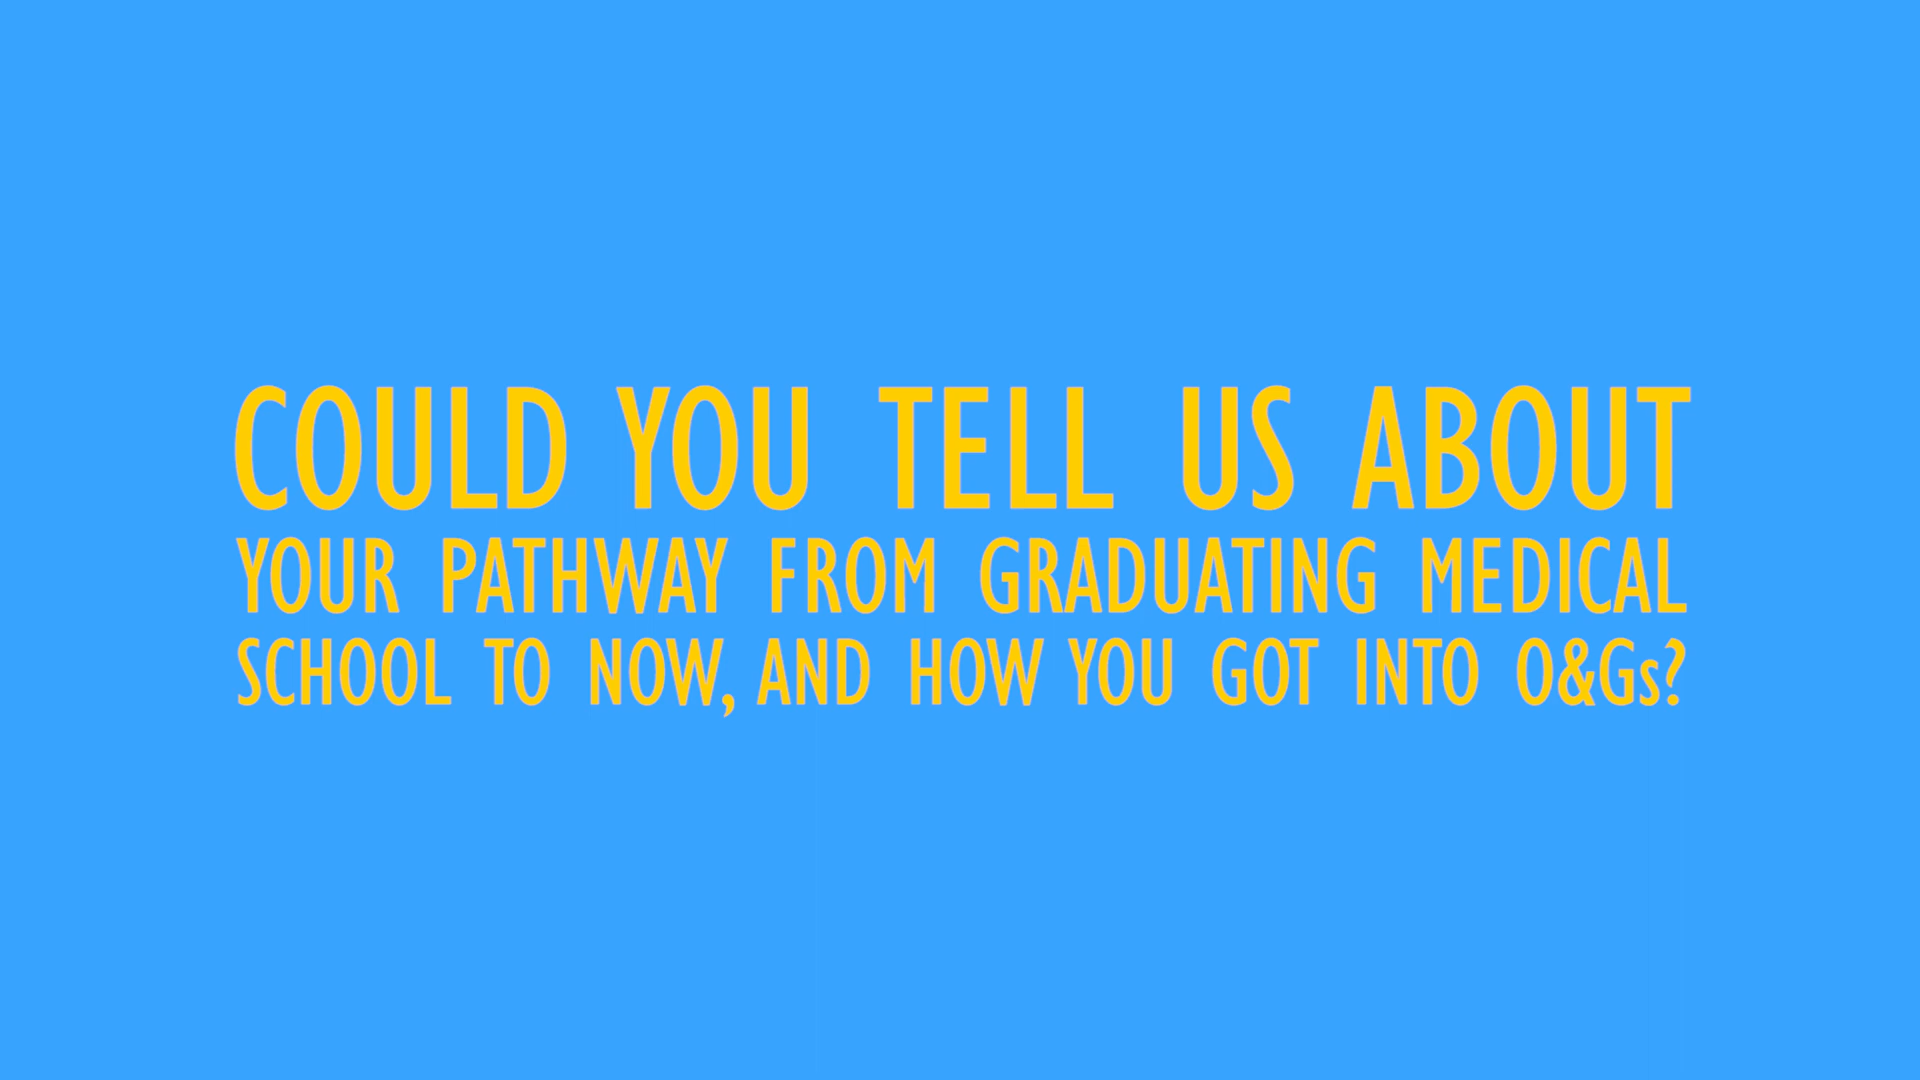 COULD YOU TELL US ABOUT
YOUR PATHWAY FROM GRADUATING MEDICAL
SCHOOL TO NOW, AND HOW YOU GOT INTO O&Gs?